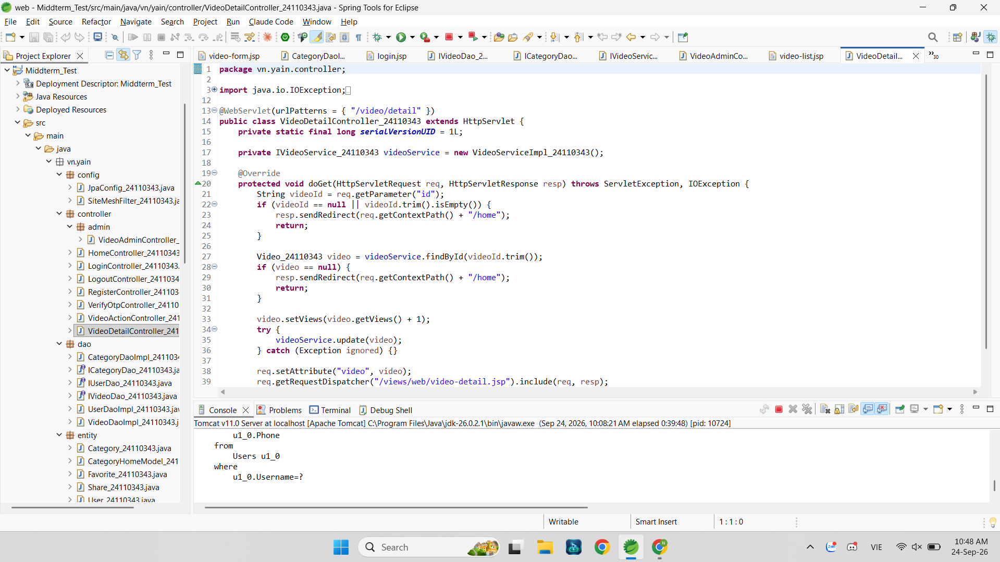 web - Middterm_Test/src/main/java/vn/yain/controller/VideoDetailController_24110343.java - Spring Tools for Eclipse
File Edit Source Refactor Navigate Search Project Run Claude Code Window Help
Project Explorer
Middterm_Test
Deployment Descriptor: Middterm_Test
Java Resources
Deployed Resources
src
main
java
vn.yain
config
JpaConfig_24110343.java
SiteMeshFilter_24110343.ja
controller
admin
VideoAdminController_
HomeController_24110343
LoginController_24110343.
LogoutController_2411034
RegisterController_241103
VerifyOtpController_24110
VideoActionController_241
VideoDetailController_241
dao
CategoryDaoImpl_2411034
ICategoryDao_24110343.ja
IUserDao_24110343.java
IVideoDao_24110343.java
UserDaoImpl_24110343.jav
VideoDaoImpl_24110343.j
entity
Category_24110343.java
CategoryHomeModel_241
Favorite_24110343.java
Share_24110343.java
User_24110343.java
video-form.jsp CategoryDaoI... login.jsp IVideoDao_2... ICategoryDao... IVideoServic... VideoAdminCo... video-list.jsp VideoDetail... »30
1 package vn.yain.controller;
2
3 import java.io.IOException;
12
13 @WebServlet(urlPatterns = { "/video/detail" })
14 public class VideoDetailController_24110343 extends HttpServlet {
15 private static final long serialVersionUID = 1L;
16
17 private IVideoService_24110343 videoService = new VideoServiceImpl_24110343();
18
19 @Override
20 protected void doGet(HttpServletRequest req, HttpServletResponse resp) throws ServletException, IOException {
21 String videoId = req.getParameter("id");
22 if (videoId == null || videoId.trim().isEmpty()) {
23 resp.sendRedirect(req.getContextPath() + "/home");
24 return;
25 }
26
27 Video_24110343 video = videoService.findById(videoId.trim());
28 if (video == null) {
29 resp.sendRedirect(req.getContextPath() + "/home");
30 return;
31 }
32
33 video.setViews(video.getViews() + 1);
34 try {
35 videoService.update(video);
36 } catch (Exception ignored) {}
37
38 req.setAttribute("video", video);
39 req.getRequestDispatcher("/views/web/video-detail.jsp").include(req, resp);
Console Problems Terminal Debug Shell
Tomcat v11.0 Server at localhost [Apache Tomcat] C:\Program Files\Java\jdk-26.0.2.1\bin\javaw.exe (Sep 24, 2026, 10:08:21 AM elapsed 0:39:48) [pid: 10724]
u1_0.Phone
from
Users u1_0
where
u1_0.Username=?
Writable Smart Insert 1 : 1 : 0
Search
Zalo
N
VIE
10:48 AM
24-Sep-26